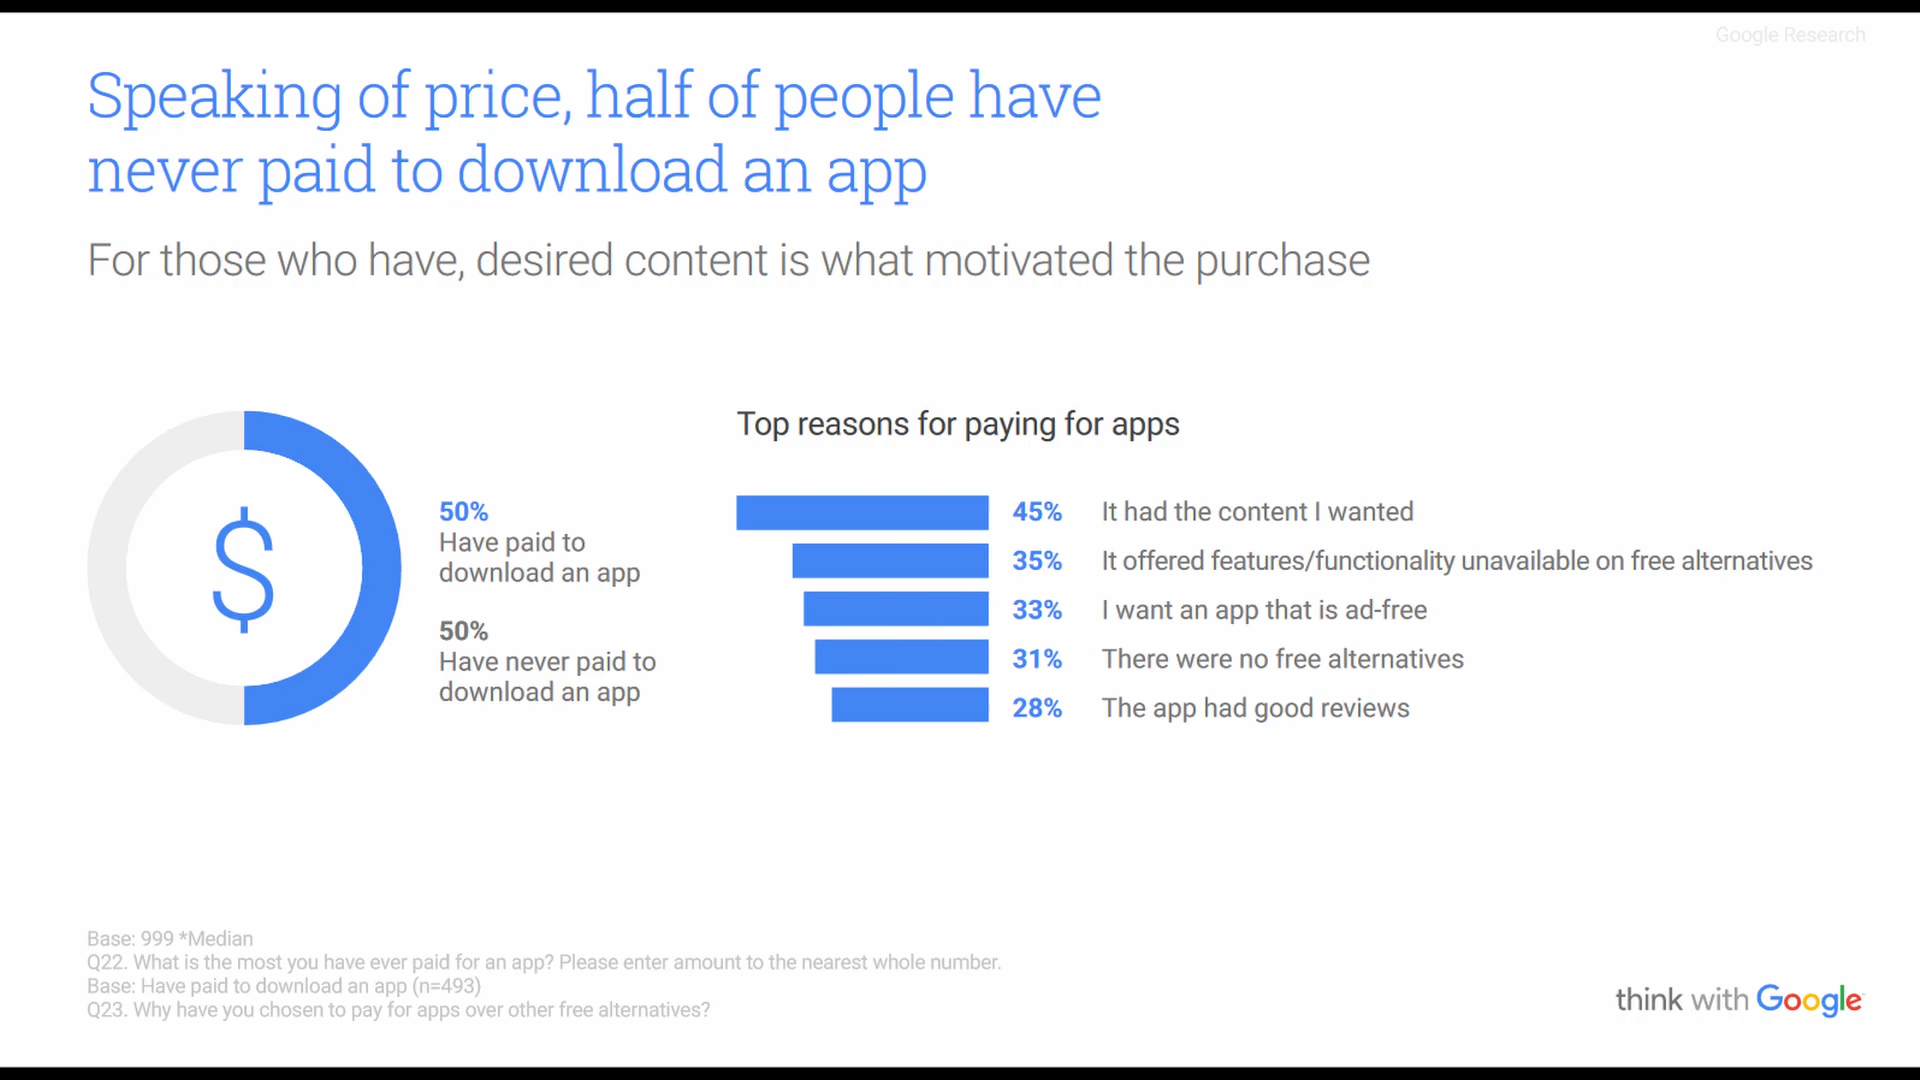 Google Research
Speaking of price, half of people have
never paid to download an app
For those who have, desired content is what motivated the purchase
$
50%
Have paid to
download an app
50%
Have never paid to
download an app
Top reasons for paying for apps
45% It had the content I wanted
35% It offered features/functionality unavailable on free alternatives
33% I want an app that is ad-free
31% There were no free alternatives
28% The app had good reviews
Base: 999 *Median
Q22. What is the most you have ever paid for an app? Please enter amount to the nearest whole number.
Base: Have paid to download an app (n=493)
Q23. Why have you chosen to pay for apps over other free alternatives?
think with Google